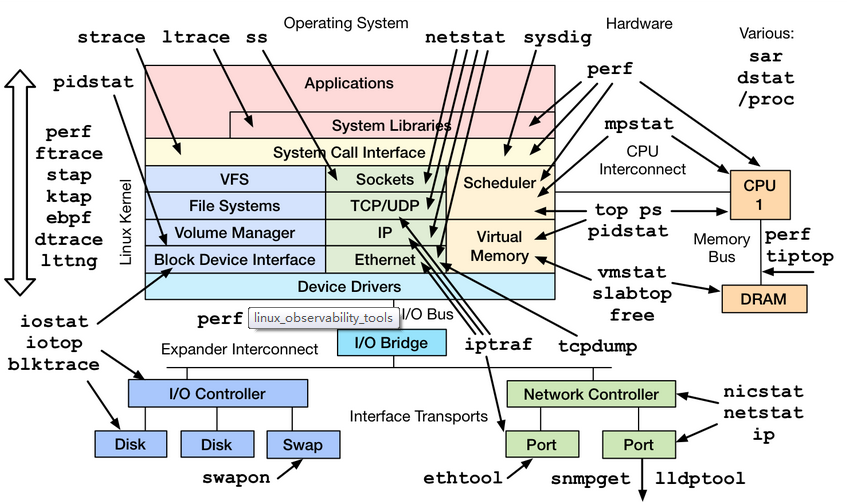 Operating System
Hardware
Various:
strace ltrace ss
netstat sysdig
sar
dstat
/proc
pidstat
Applications
perf
System Libraries
mpstat
System Call Interface
CPU
Interconnect
perf
ftrace
stap
ktap
ebpf
dtrace
lttng
Linux Kernel
VFS
Sockets
Scheduler
File Systems
TCP/UDP
Volume Manager
IP
Virtual
Memory
Block Device Interface
Ethernet
Device Drivers
CPU
1
top ps
pidstat
Memory
Bus
perf
tiptop
vmstat
slabtop
free
DRAM
iostat
iotop
blktrace
perf
linux_observability_tools
I/O Bus
I/O Bridge
iptraf
tcpdump
Expander Interconnect
I/O Controller
Network Controller
nicstat
netstat
ip
Interface Transports
Disk
Disk
Swap
Port
Port
swapon
ethtool
snmpget
lldptool